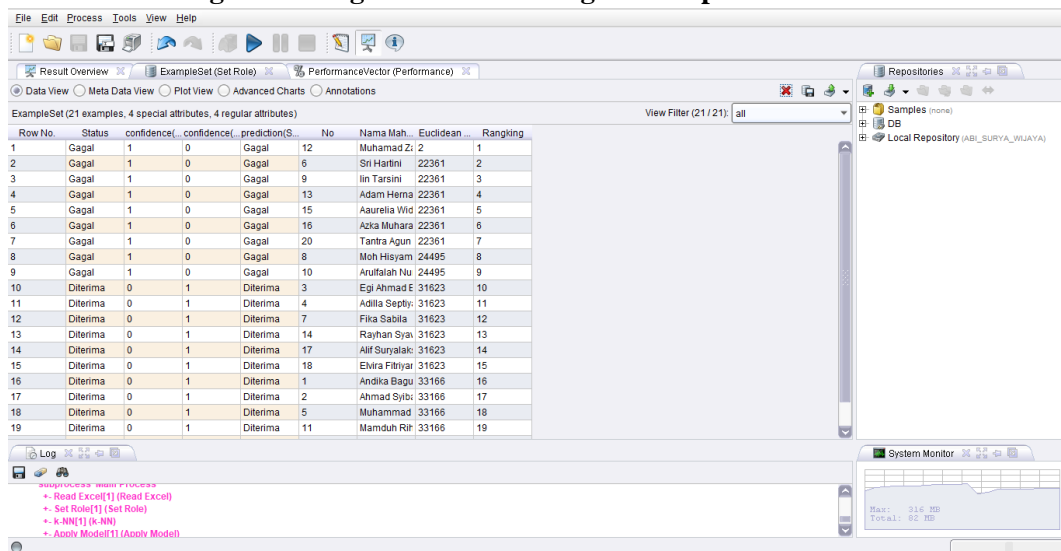 File Edit Process Tools View Help
Result Overview ExampleSet (Set Role) PerformanceVector (Performance)
Repositories
Data View Meta Data View Plot View Advanced Charts Annotations
ExampleSet (21 examples, 4 special attributes, 4 regular attributes) View Filter (21 / 21): all
Samples (none)
DB
Local Repository (ABI_SURYA_WIJAYA)
Row No. Status confidence(... confidence(... prediction(S... No Nama Mah... Euclidean ... Rangking
1 Gagal 1 0 Gagal 12 Muhamad Za 2 1
2 Gagal 1 0 Gagal 6 Sri Hartini 22361 2
3 Gagal 1 0 Gagal 9 Iin Tarsini 22361 3
4 Gagal 1 0 Gagal 13 Adam Herna 22361 4
5 Gagal 1 0 Gagal 15 Aaurelia Wid 22361 5
6 Gagal 1 0 Gagal 16 Azka Muhara 22361 6
7 Gagal 1 0 Gagal 20 Tantra Agun 22361 7
8 Gagal 1 0 Gagal 8 Moh Hisyam 24495 8
9 Gagal 1 0 Gagal 10 Arulfalah Nu 24495 9
10 Diterima 0 1 Diterima 3 Egi Ahmad 31623 10
11 Diterima 0 1 Diterima 4 Adilla 31623 11
12 Diterima 0 1 Diterima 7 Fika Sabila 31623 12
13 Diterima 0 1 Diterima 14 Rayhan 31623 13
14 Diterima 0 1 Diterima 17 Alif 31623 14
15 Diterima 0 1 Diterima 18 Elvira Fitriyar 31623 15
16 Diterima 0 1 Diterima 1 Andika Bagu 33166 16
17 Diterima 0 1 Diterima 2 Ahmad 33166 17
18 Diterima 0 1 Diterima 5 Muhammad 33166 18
19 Diterima 0 1 Diterima 11 Mamduh 33166 19
Log
System Monitor
subprocess 'Main Process'
+- Read Excel[1] (Read Excel)
+- Set Role[1] (Set Role)
+- k-NN[1] (k-NN)
+- Apply Model[1] (Apply Model)
Max: 316 MB
Total: 82 MB